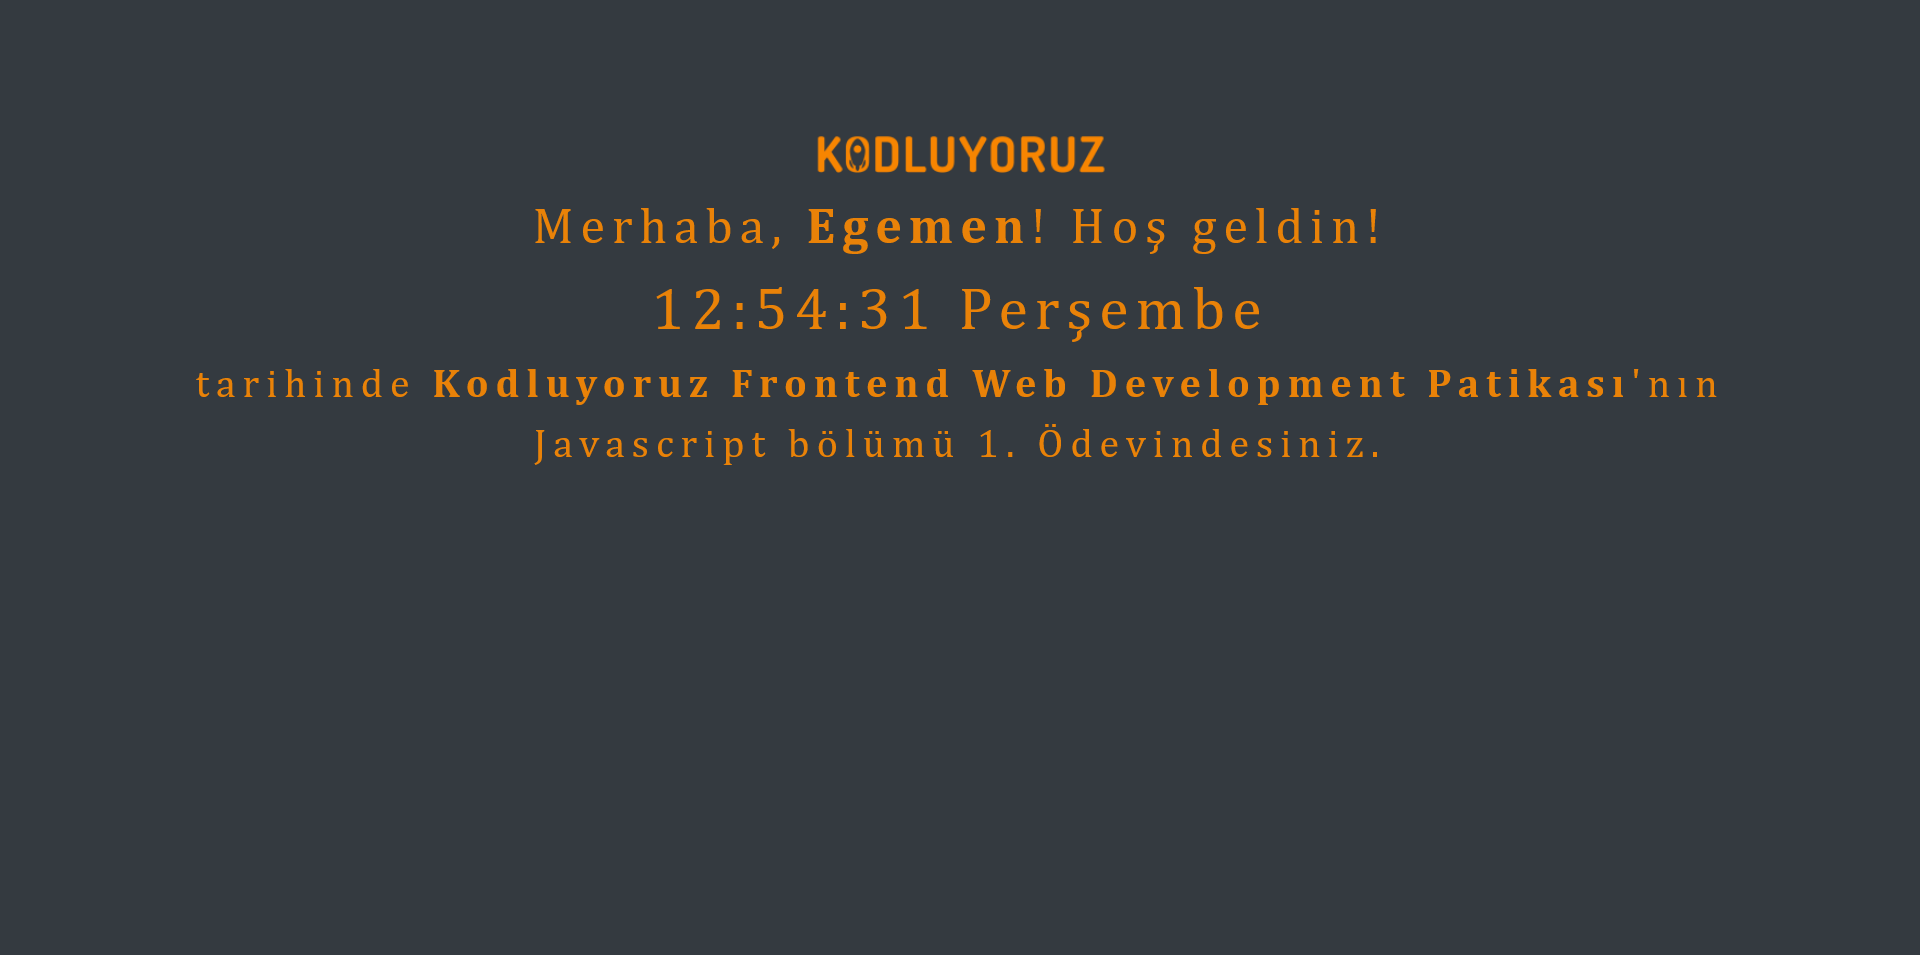 KODLUYORUZ
Merhaba, Egemen! Hoş geldin!
12:54:31 Perşembe
tarihinde Kodluyoruz Frontend Web Development Patikası'nın
Javascript bölümü 1. Ödevindesiniz.